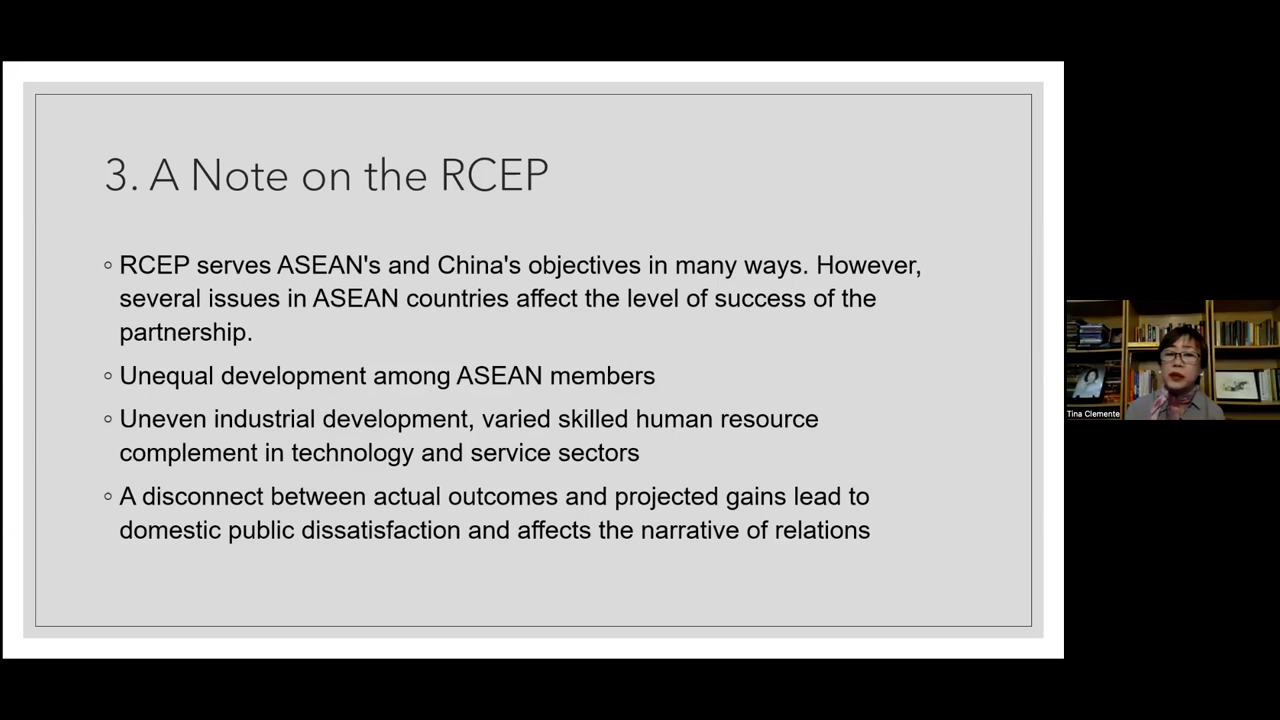 3. A Note on the RCEP
◦ RCEP serves ASEAN's and China's objectives in many ways. However,
several issues in ASEAN countries affect the level of success of the
partnership.
◦ Unequal development among ASEAN members
◦ Uneven industrial development, varied skilled human resource
complement in technology and service sectors
◦ A disconnect between actual outcomes and projected gains lead to
domestic public dissatisfaction and affects the narrative of relations
Tina Clemente